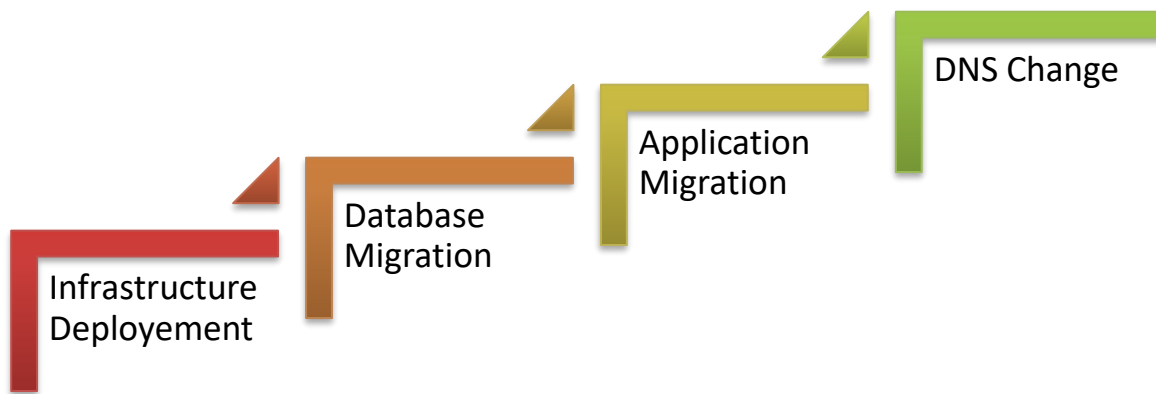 Infrastructure
Deployement
Database
Migration
Application
Migration
DNS Change